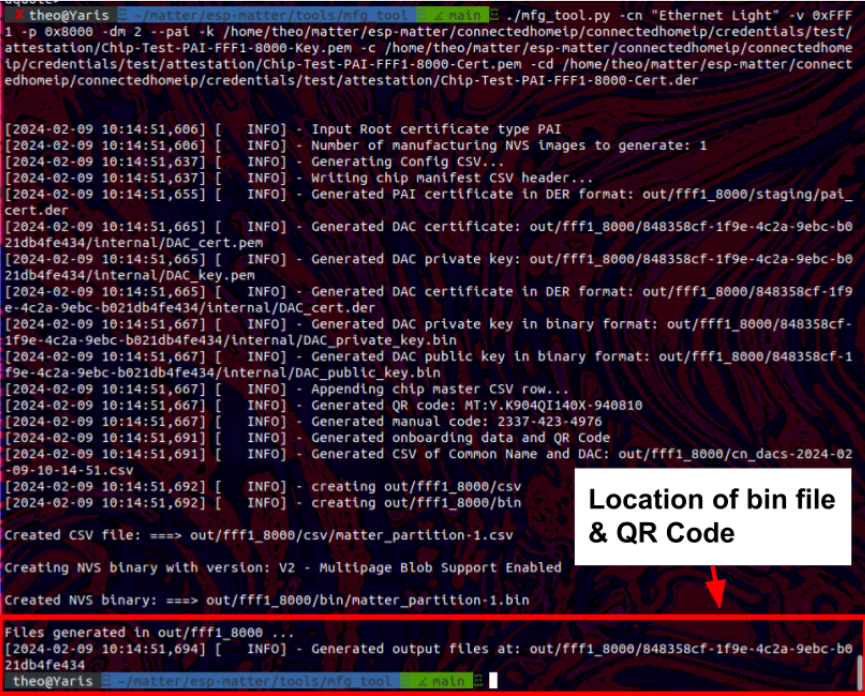 theo@Yaris ~/matter/esp-matter/tools/mfg_tool main ./mfg_tool.py -cn "Ethernet Light" -v 0xFFF
1 -p 0x8000 -dm 2 --pai -k /home/theo/matter/esp-matter/connectedhomeip/connectedhomeip/credentials/test/
attestation/Chip-Test-PAI-FFF1-8000-Key.pem -c /home/theo/matter/esp-matter/connectedhomeip/connectedhome
ip/credentials/test/attestation/Chip-Test-PAI-FFF1-8000-Cert.pem -cd /home/theo/matter/esp-matter/connect
edhomeip/connectedhomeip/credentials/test/attestation/Chip-Test-PAI-FFF1-8000-Cert.der
[2024-02-09 10:14:51,606] [ INFO] - Input Root certificate type PAI
[2024-02-09 10:14:51,606] [ INFO] - Number of manufacturing NVS images to generate: 1
[2024-02-09 10:14:51,637] [ INFO] - Generating Config CSV...
[2024-02-09 10:14:51,637] [ INFO] - Writing chip manifest CSV header...
[2024-02-09 10:14:51,655] [ INFO] - Generated PAI certificate in DER format: out/fff1_8000/staging/pai_
cert.der
[2024-02-09 10:14:51,665] [ INFO] - Generated DAC certificate: out/fff1_8000/848358cf-1f9e-4c2a-9ebc-b0
21db4fe434/internal/DAC_cert.pem
[2024-02-09 10:14:51,665] [ INFO] - Generated DAC private key: out/fff1_8000/848358cf-1f9e-4c2a-9ebc-b0
21db4fe434/internal/DAC_key.pem
[2024-02-09 10:14:51,665] [ INFO] - Generated DAC certificate in DER format: out/fff1_8000/848358cf-1f9
e-4c2a-9ebc-b021db4fe434/internal/DAC_cert.der
[2024-02-09 10:14:51,667] [ INFO] - Generated DAC private key in binary format: out/fff1_8000/848358cf-
1f9e-4c2a-9ebc-b021db4fe434/internal/DAC_private_key.bin
[2024-02-09 10:14:51,667] [ INFO] - Generated DAC public key in binary format: out/fff1_8000/848358cf-1
f9e-4c2a-9ebc-b021db4fe434/internal/DAC_public_key.bin
[2024-02-09 10:14:51,667] [ INFO] - Appending chip master CSV row...
[2024-02-09 10:14:51,667] [ INFO] - Generated QR code: MT:Y.K904QI140X-940810
[2024-02-09 10:14:51,667] [ INFO] - Generated manual code: 2337-423-4976
[2024-02-09 10:14:51,691] [ INFO] - Generated onboarding data and QR Code
[2024-02-09 10:14:51,691] [ INFO] - Generated CSV of Common Name and DAC: out/fff1_8000/cn_dacs-2024-02
-09-10-14-51.csv
[2024-02-09 10:14:51,692] [ INFO] - creating out/fff1_8000/csv
[2024-02-09 10:14:51,692] [ INFO] - creating out/fff1_8000/bin
Location of bin file
& QR Code
Created CSV file: ===> out/fff1_8000/csv/matter_partition-1.csv
Creating NVS binary with version: V2 - Multipage Blob Support Enabled
Created NVS binary: ===> out/fff1_8000/bin/matter_partition-1.bin
Files generated in out/fff1_8000 ...
[2024-02-09 10:14:51,694] [ INFO] - Generated output files at: out/fff1_8000/848358cf-1f9e-4c2a-9ebc-b0
21db4fe434
theo@Yaris ~/matter/esp-matter/tools/mfg_tool main